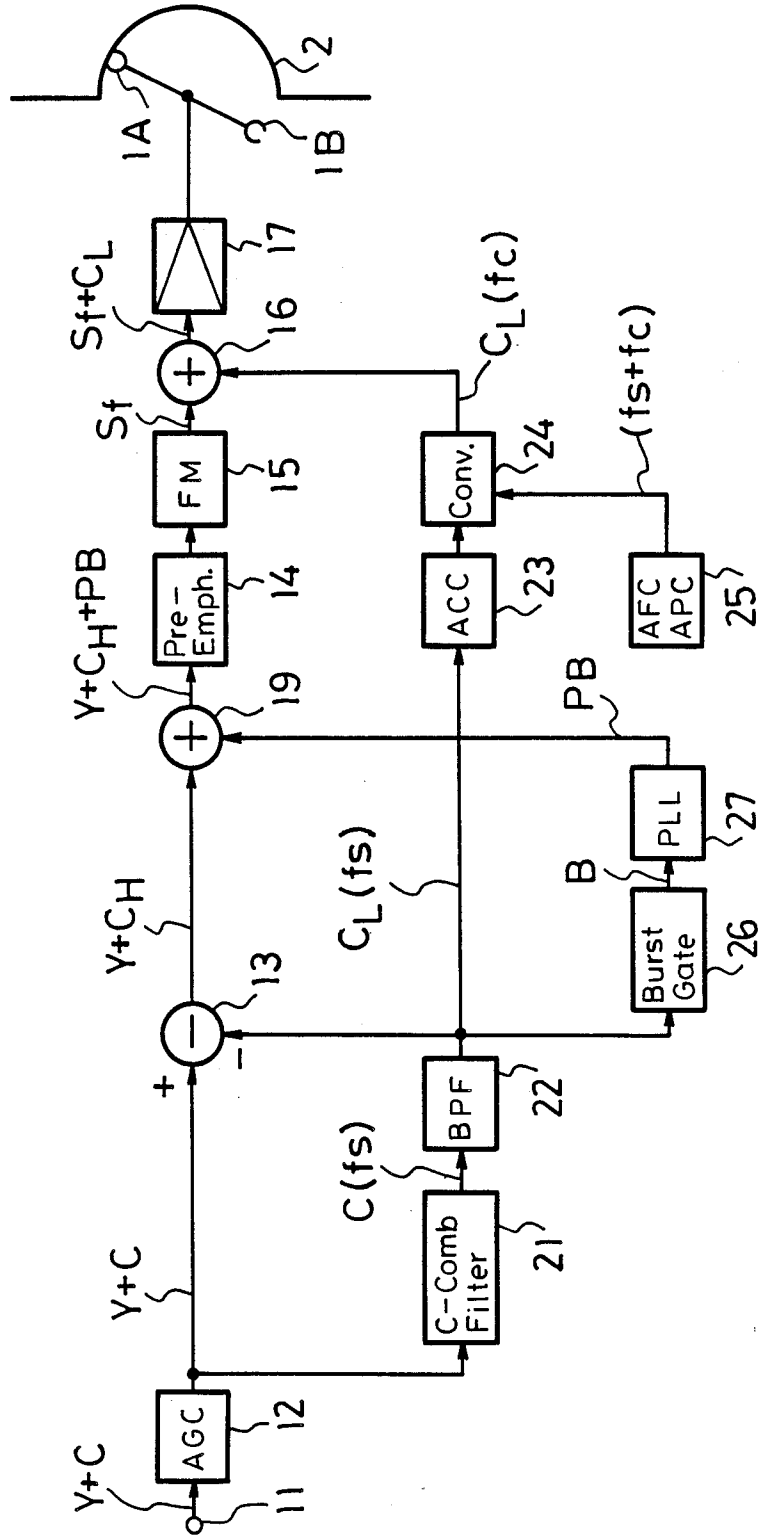 Y+C
11
AGC
12
Y+C
+
-
−
13
Y+CH
+
19
Y+CH+PB
Pre-
Emph.
14
FM
15
Sf
+
16
Sf+CL
17
1A
1B
2
C-Comb
Filter
21
C(fs)
BPF
22
CL(fs)
ACC
23
Conv.
24
CL(fc)
Burst
Gate
26
B
PLL
27
PB
AFC
APC
25
(fs+fc)